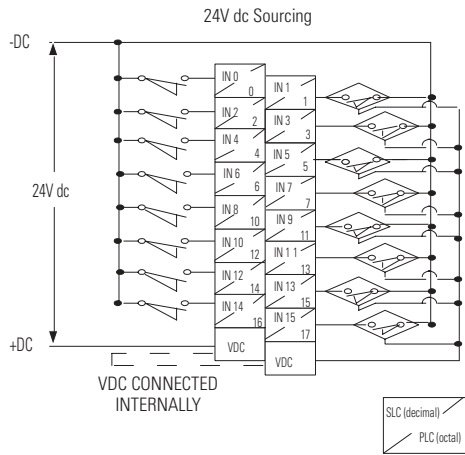 24V dc Sourcing
-DC
IN 0
0
IN 1
1
IN 2
2
IN 3
3
IN 4
4
IN 5
5
IN 6
6
IN 7
7
24V dc
IN 8
10
IN 9
11
IN 10
12
IN 11
13
IN 12
14
IN 13
15
IN 14
16
IN 15
17
+DC
VDC
VDC
VDC CONNECTED
INTERNALLY
SLC (decimal)
PLC (octal)